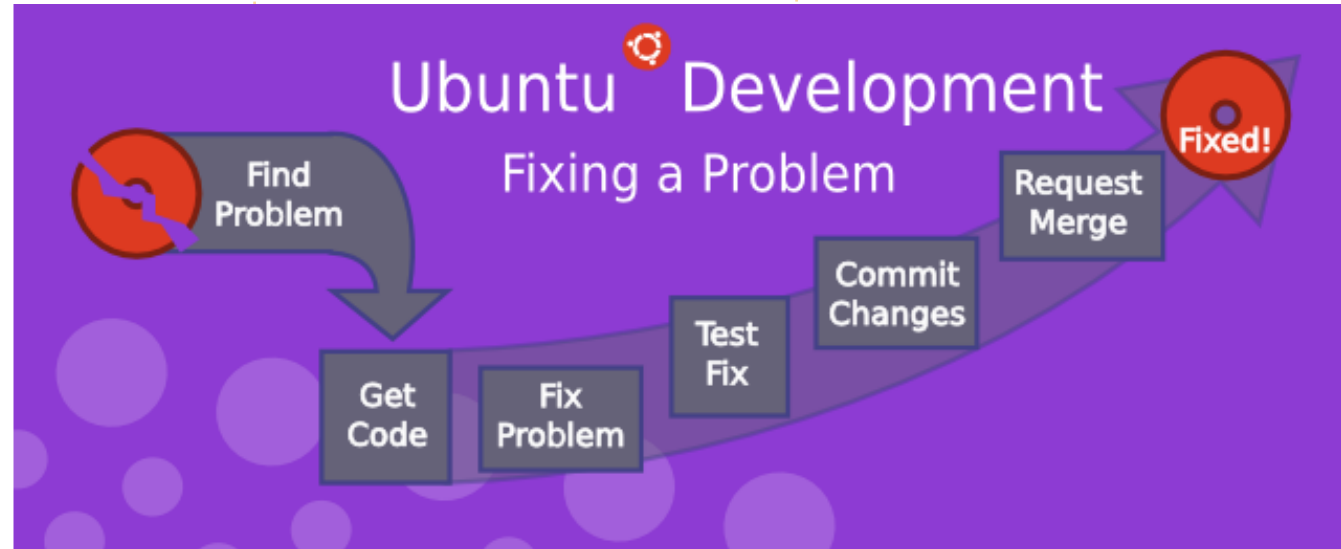 Ubuntu Development
Fixing a Problem
Find
Problem
Get
Code
Fix
Problem
Test
Fix
Commit
Changes
Request
Merge
Fixed!